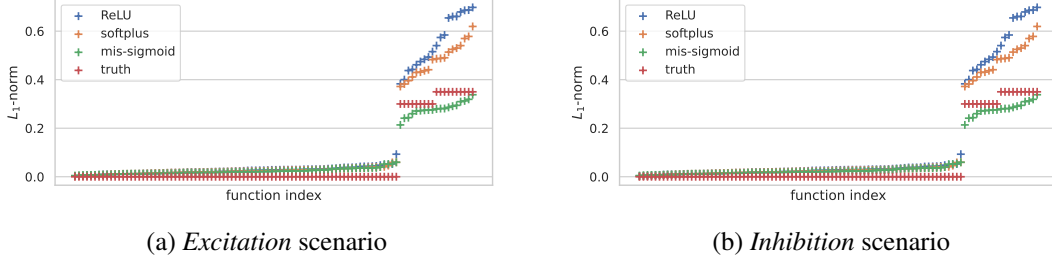 ReLU
softplus
mis-sigmoid
truth
0.6
0.4
0.2
0.0
L1-norm
function index
(a) Excitation scenario
ReLU
softplus
mis-sigmoid
truth
0.6
0.4
0.2
0.0
L1-norm
function index
(b) Inhibition scenario